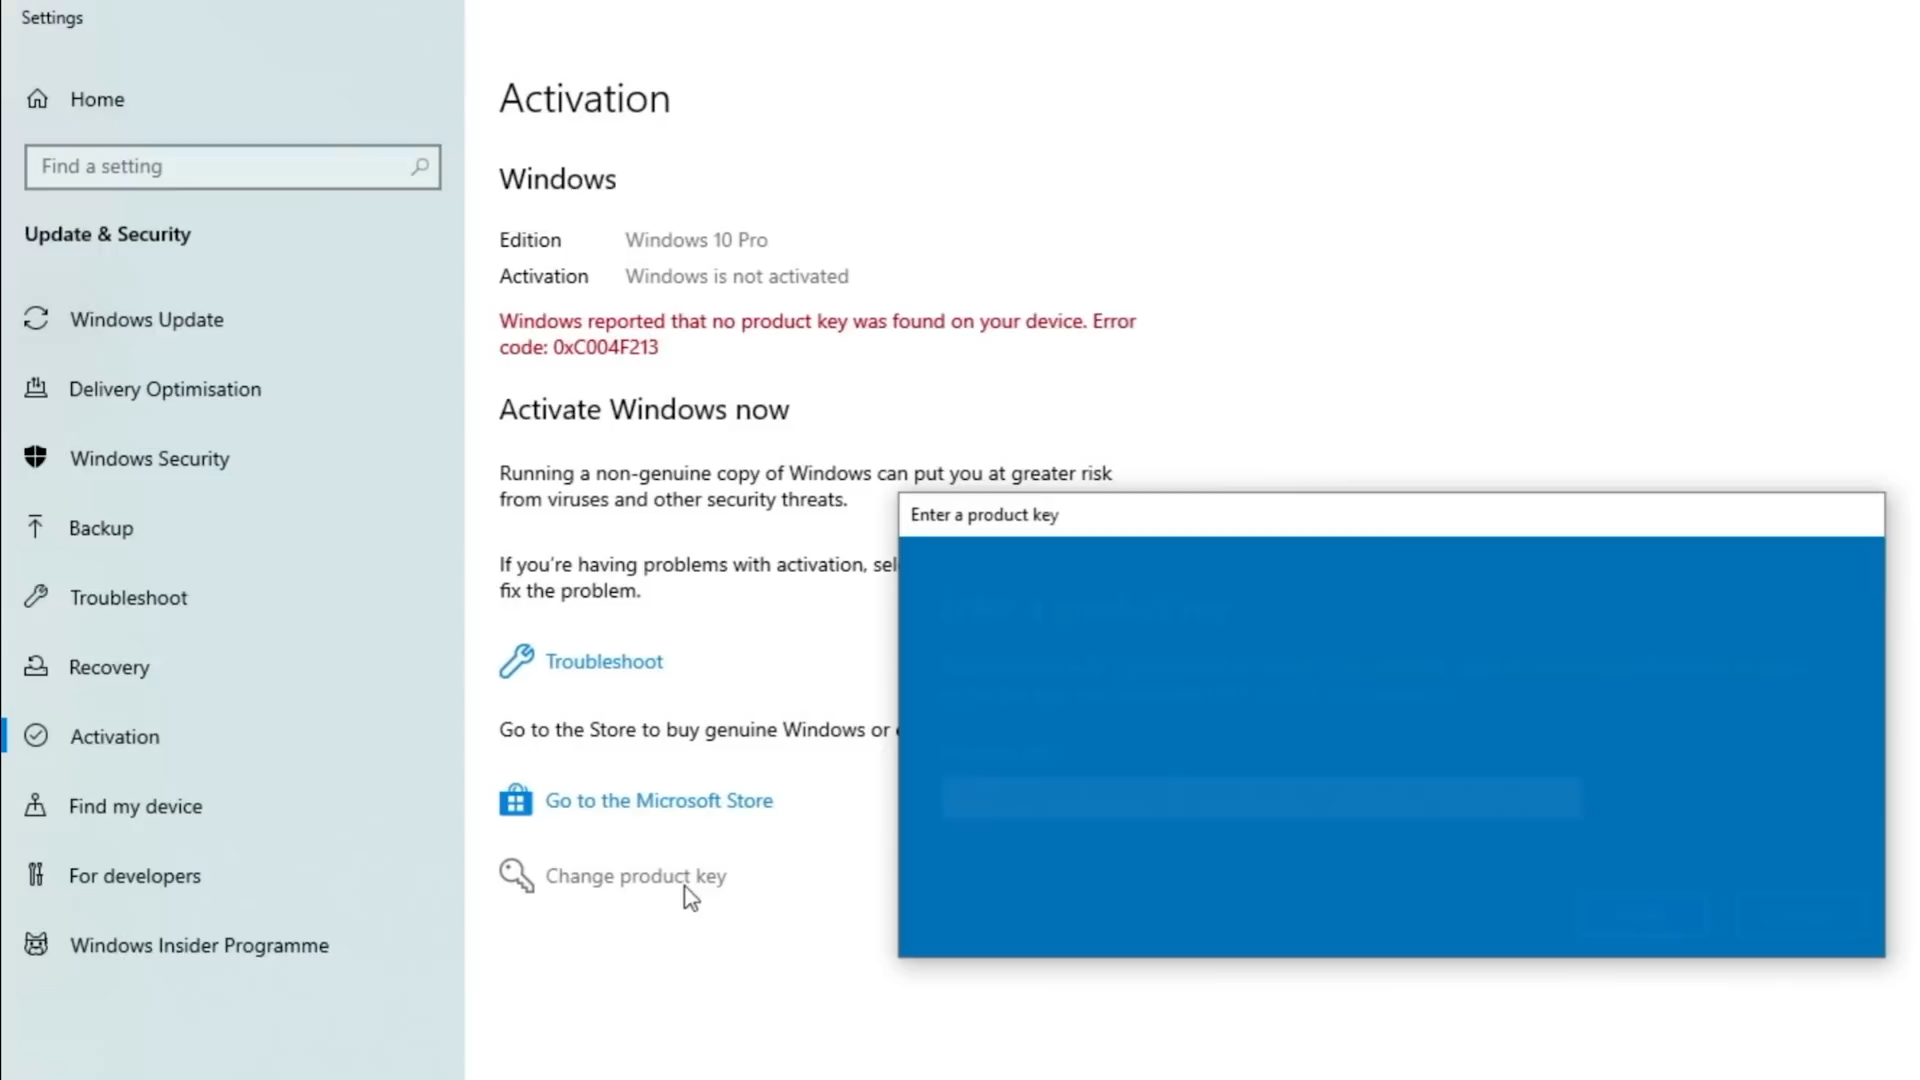 Settings
Home
Find a setting
Update & Security
Windows Update
Delivery Optimisation
Windows Security
Backup
Troubleshoot
Recovery
Activation
Find my device
For developers
Windows Insider Programme
Activation
Windows
Edition Windows 10 Pro
Activation Windows is not activated
Windows reported that no product key was found on your device. Error
code: 0xC004F213
Activate Windows now
Running a non-genuine copy of Windows can put you at greater risk
from viruses and other security threats.
If you're having problems with activation,
fix the problem.
Troubleshoot
Go to the Store to buy genuine Windows or
Go to the Microsoft Store
Change product key
Enter a product key